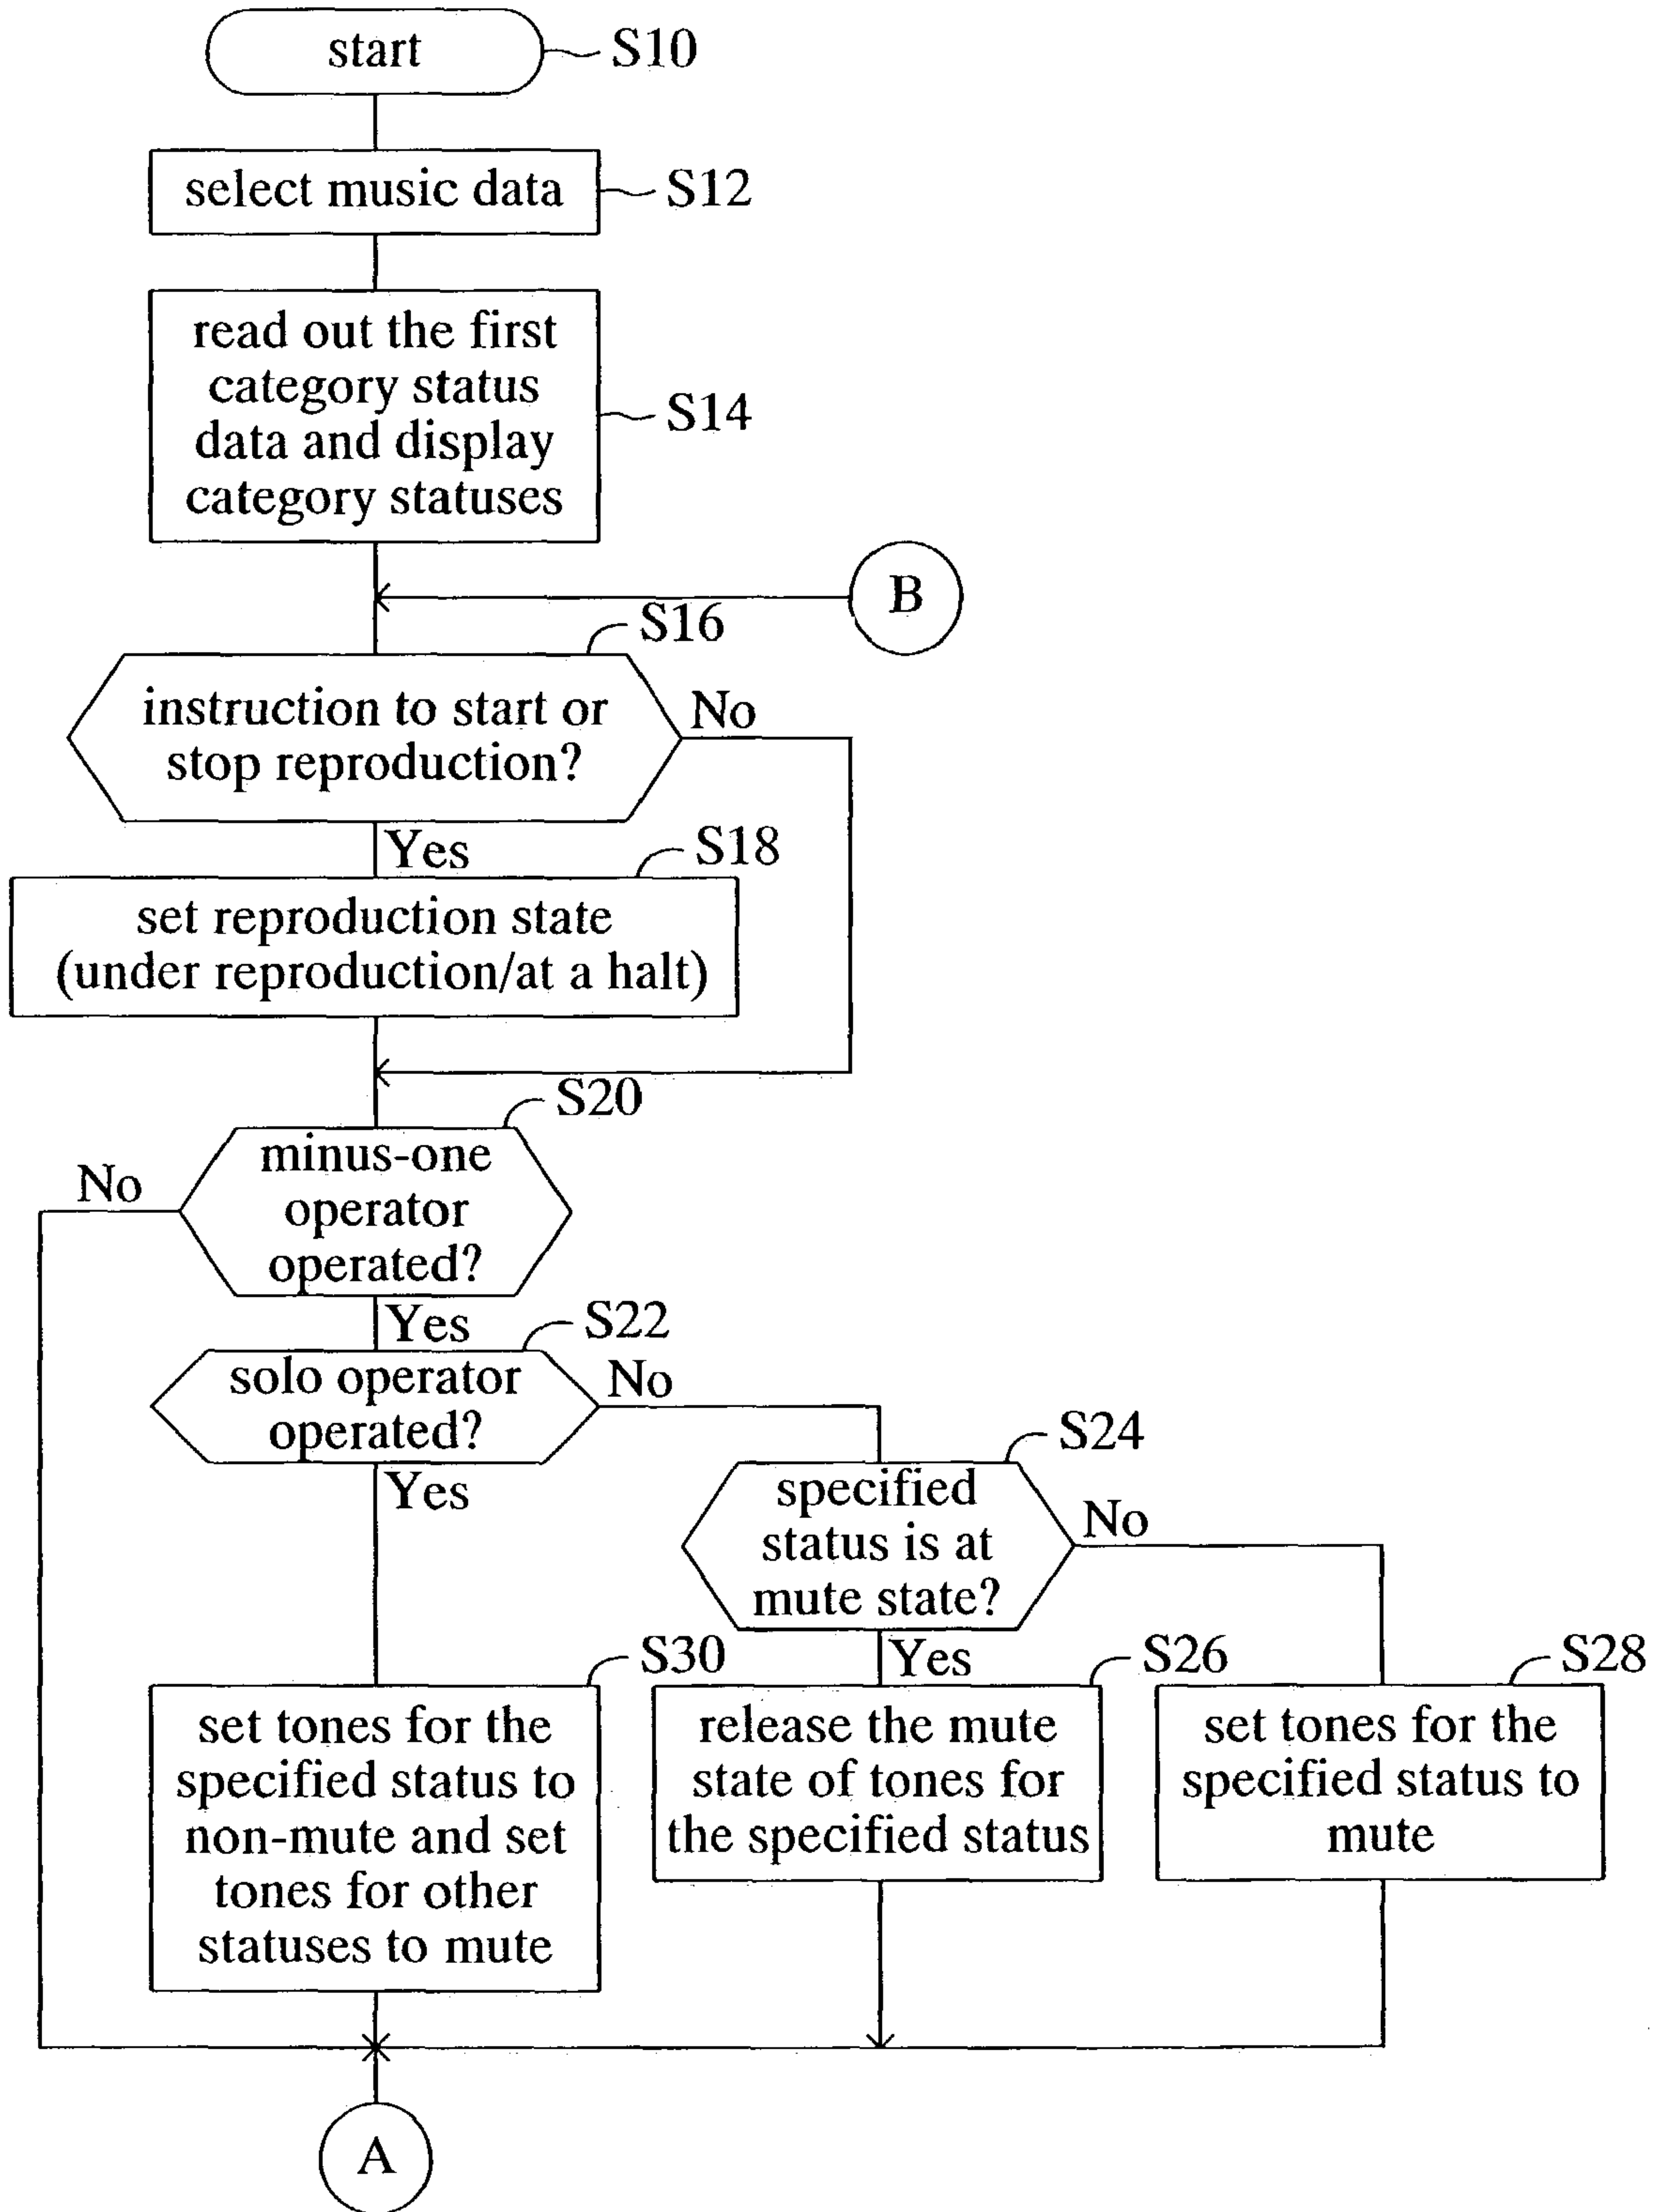 start
S10
select music data
S12
read out the first
category status
data and display
category statuses
S14
B
S16
instruction to start or
stop reproduction?
No
Yes
S18
set reproduction state
(under reproduction/at a halt)
S20
minus-one
operator
operated?
No
Yes
S22
solo operator
operated?
No
Yes
S24
specified
status is at
mute state?
No
Yes
S30
set tones for the
specified status to
non-mute and set
tones for other
statuses to mute
S26
release the mute
state of tones for
the specified status
S28
set tones for the
specified status to
mute
A